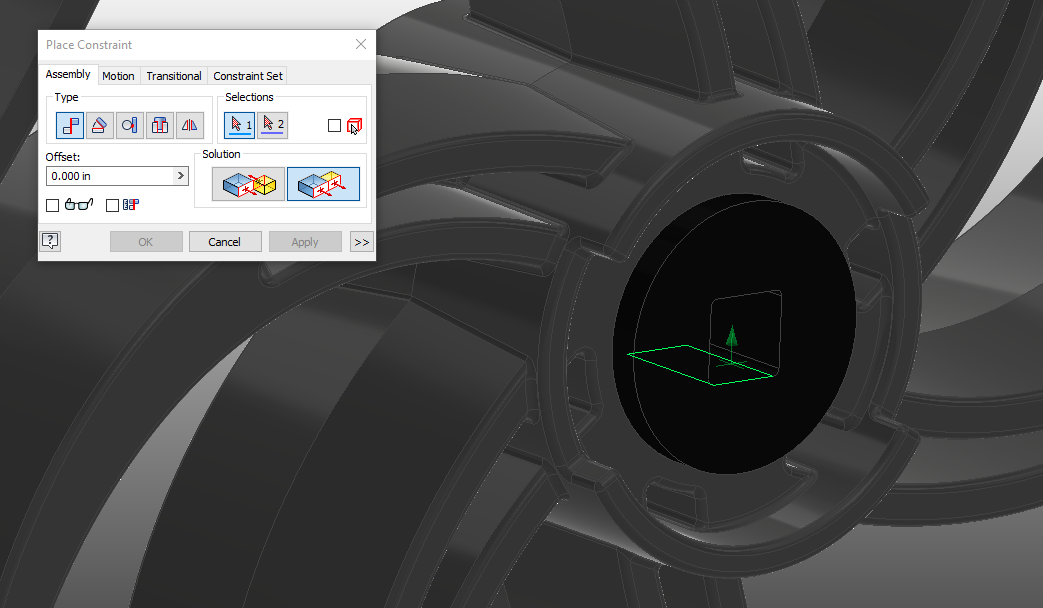 Place Constraint
Assembly Motion Transitional Constraint Set
Type
Selections
1 2
Offset:
0.000 in >
Solution
? OK Cancel Apply >>